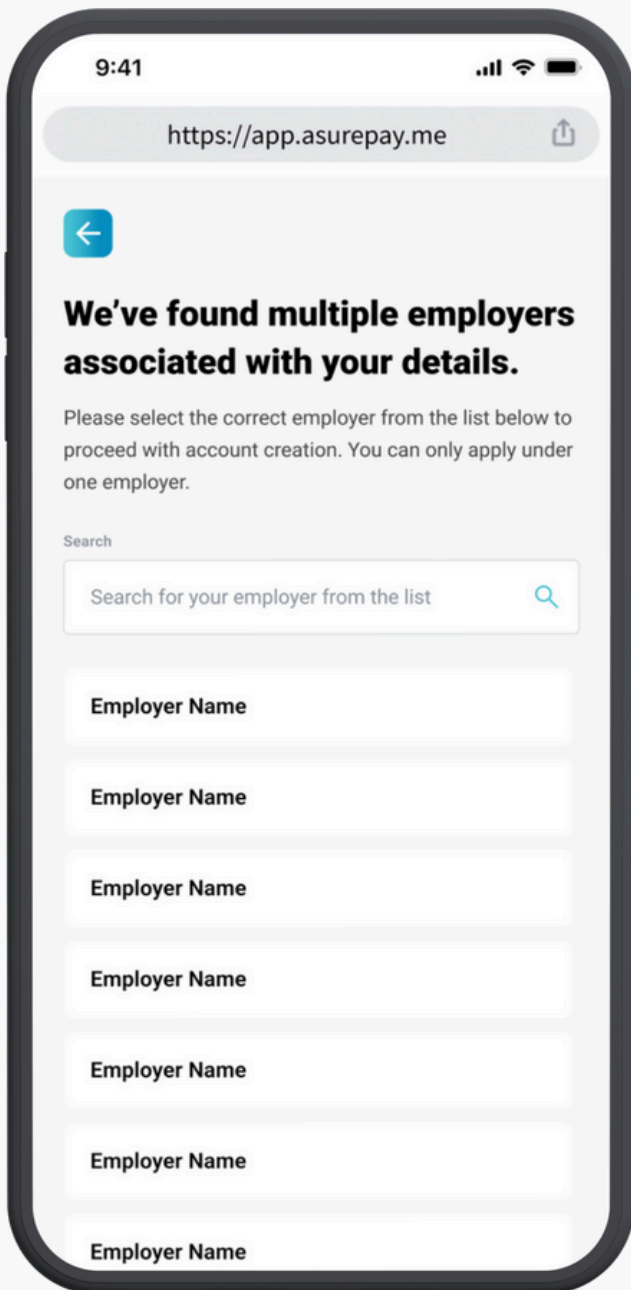 9:41
https://app.asurepay.me
We’ve found multiple employers
associated with your details.
Please select the correct employer from the list below to
proceed with account creation. You can only apply under
one employer.
Search
Search for your employer from the list
Employer Name
Employer Name
Employer Name
Employer Name
Employer Name
Employer Name
Employer Name